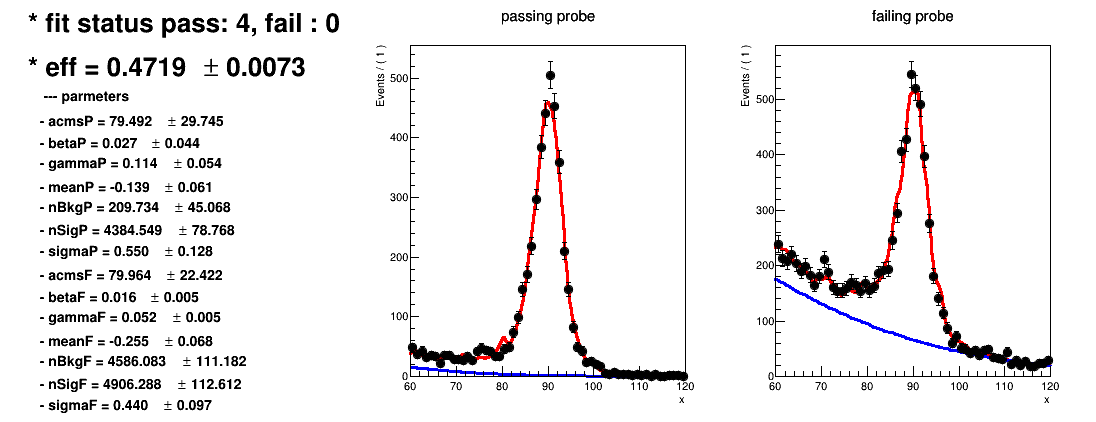 * fit status pass: 4, fail : 0
* eff = 0.4719 ± 0.0073
--- parmeters
- acmsP = 79.492 ± 29.745
- betaP = 0.027 ± 0.044
- gammaP = 0.114 ± 0.054
- meanP = -0.139 ± 0.061
- nBkgP = 209.734 ± 45.068
- nSigP = 4384.549 ± 78.768
- sigmaP = 0.550 ± 0.128
- acmsF = 79.964 ± 22.422
- betaF = 0.016 ± 0.005
- gammaF = 0.052 ± 0.005
- meanF = -0.255 ± 0.068
- nBkgF = 4586.083 ± 111.182
- nSigF = 4906.288 ± 112.612
- sigmaF = 0.440 ± 0.097
passing probe
Events / ( 1 )
500
400
300
200
100
0
60 70 80 90 100 110 120
x
failing probe
Events / ( 1 )
500
400
300
200
100
0
60 70 80 90 100 110 120
x